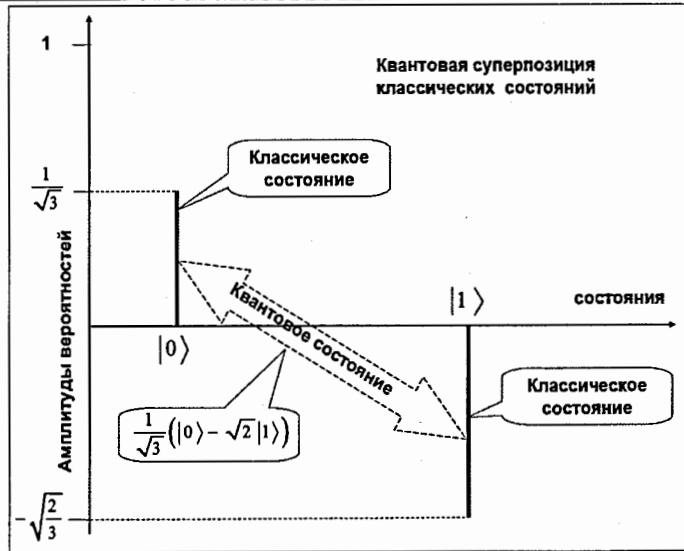 1
Квантовая суперпозиция
классических состояний
Классическое
состояние
1/√3
Амплитуды вероятностей
Квантовое состояние
|1⟩
состояния
|0⟩
Классическое
состояние
1/√3(|0⟩ − √2 |1⟩)
−√2/3